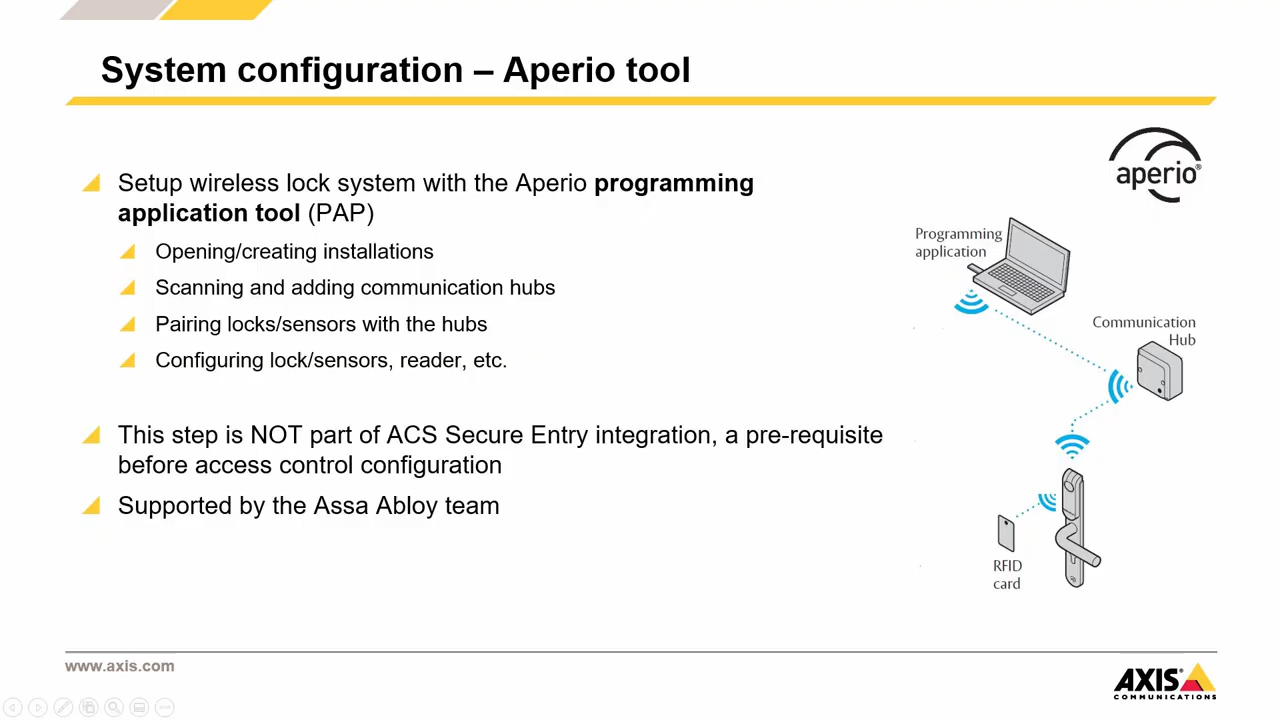 System configuration – Aperio tool
aperio®
Setup wireless lock system with the Aperio programming
application tool (PAP)
Opening/creating installations
Scanning and adding communication hubs
Pairing locks/sensors with the hubs
Configuring lock/sensors, reader, etc.
This step is NOT part of ACS Secure Entry integration, a pre-requisite
before access control configuration
Supported by the Assa Abloy team
Programming
application
Communication
Hub
RFID
card
www.axis.com
AXIS®
COMMUNICATIONS